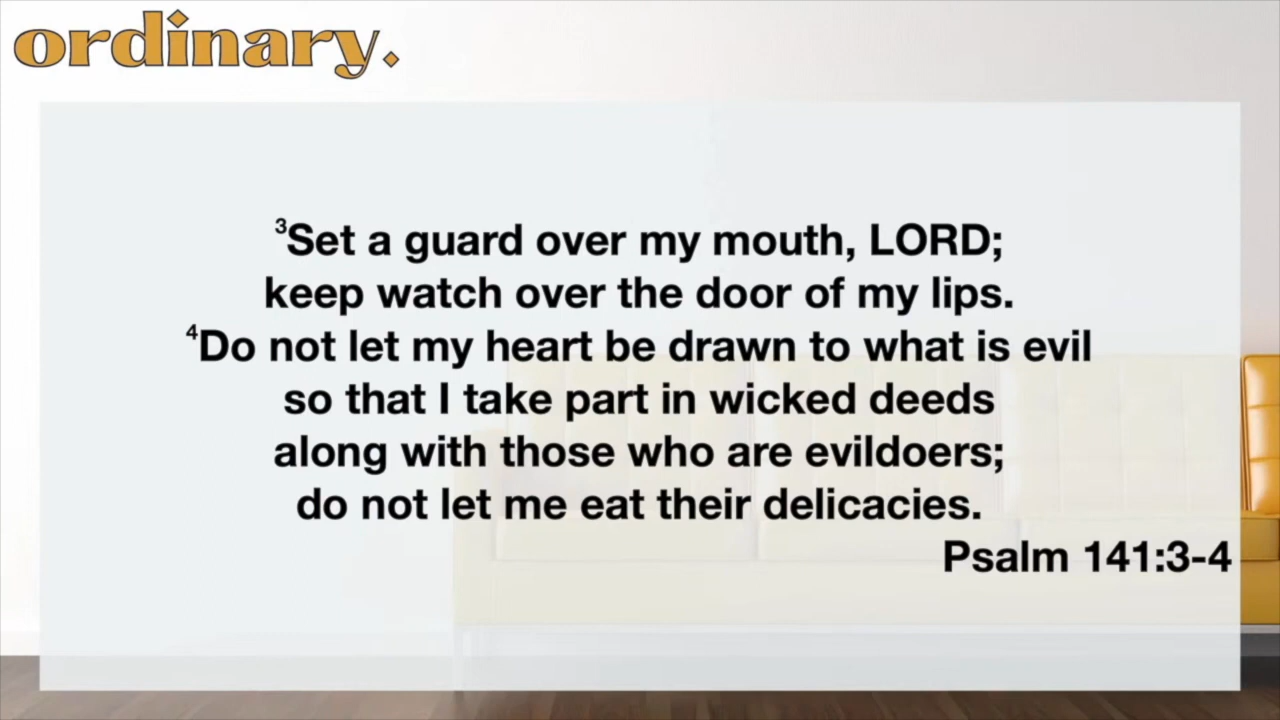 ordinary.
³Set a guard over my mouth, LORD;
keep watch over the door of my lips.
⁴Do not let my heart be drawn to what is evil
so that I take part in wicked deeds
along with those who are evildoers;
do not let me eat their delicacies.
Psalm 141:3-4